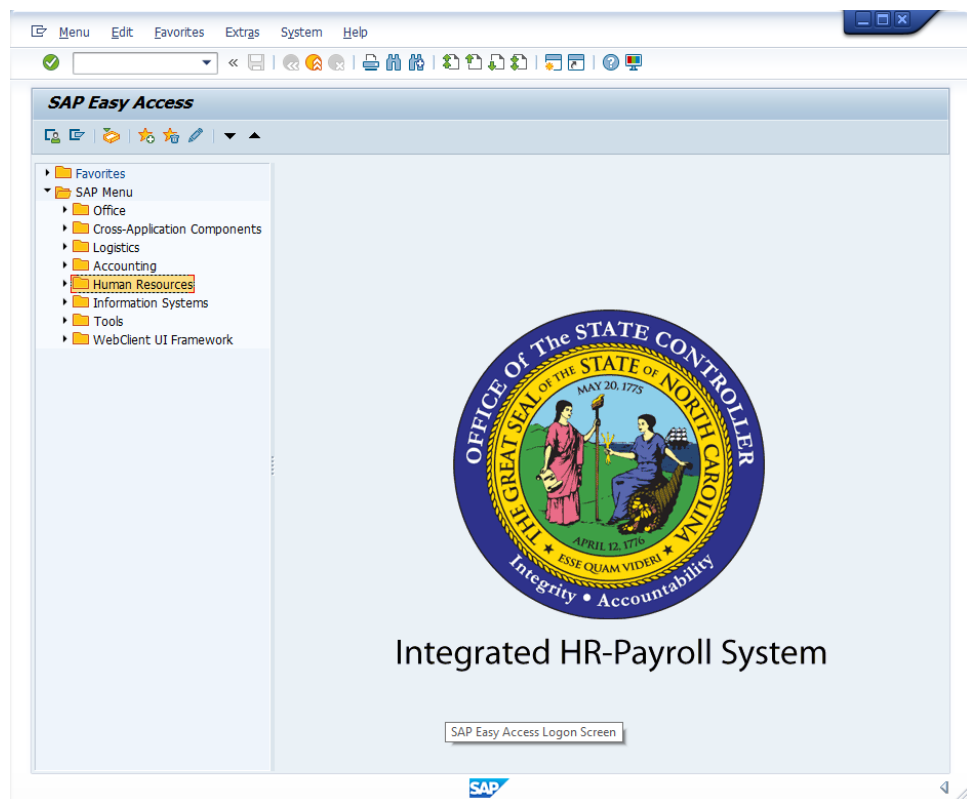 Menu Edit Favorites Extras System Help
SAP Easy Access
Favorites
SAP Menu
Office
Cross-Application Components
Logistics
Accounting
Human Resources
Information Systems
Tools
WebClient UI Framework
OFFICE Of The STATE CONTROLLER
THE GREAT SEAL OF THE STATE OF NORTH CAROLINA
MAY 20, 1775
APRIL 12, 1776
ESSE QUAM VIDERI
Integrity • Accountability
Integrated HR-Payroll System
SAP Easy Access Logon Screen
SAP